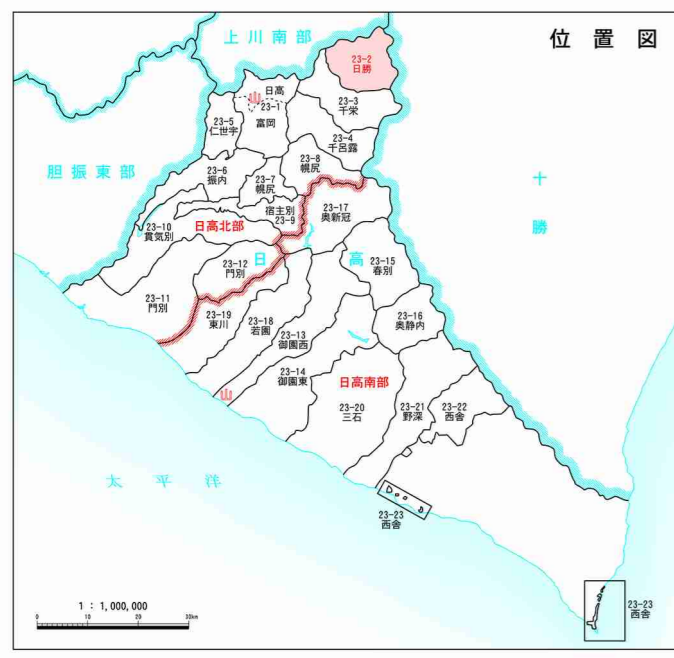 位置図
上川南部
23-2
日勝
日高
23-1
富岡
23-3
千栄
23-5
仁世宇
23-4
千呂露
胆振東部
23-6
振内
23-7
幌尻
23-8
幌尻
十勝
宿主別
23-9
23-17
奥新冠
23-10
貫気別
日高北部
日高
23-12
門別
23-15
春別
23-11
門別
23-19
東川
23-18
若園
23-13
御園西
23-16
奥静内
23-14
御園東
日高南部
23-20
三石
23-21
野深
23-22
西舎
太平洋
23-23
西舎
23-23
西舎
1 : 1,000,000
0 10 20 30km